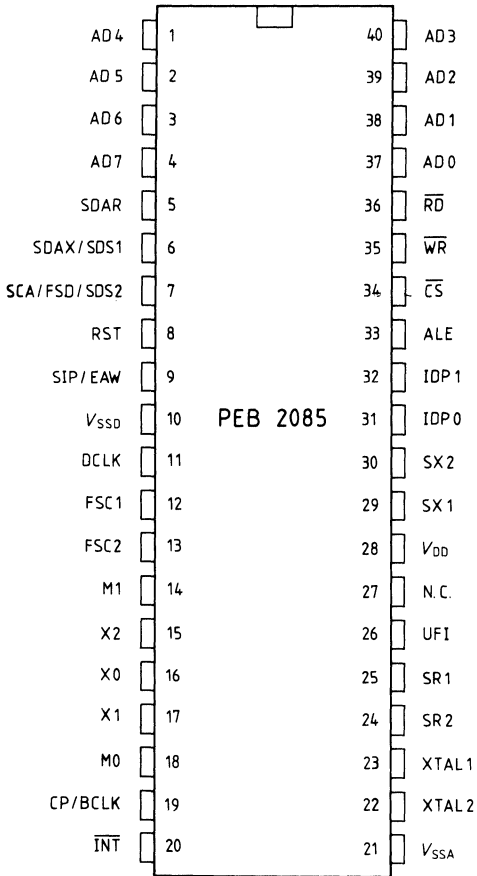 AD4 1 40 AD3
AD5 2 39 AD2
AD6 3 38 AD1
AD7 4 37 AD0
SDAR 5 36 R̅D̅
SDAX/SDS1 6 35 W̅R̅
SCA/FSD/SDS2 7 34 C̅S̅
RST 8 33 ALE
SIP/EAW 9 32 IDP1
VSSD 10 PEB 2085 31 IDP0
DCLK 11 30 SX2
FSC1 12 29 SX1
FSC2 13 28 VDD
M1 14 27 N.C.
X2 15 26 UFI
X0 16 25 SR1
X1 17 24 SR2
M0 18 23 XTAL1
CP/BCLK 19 22 XTAL2
I̅N̅T̅ 20 21 VSSA